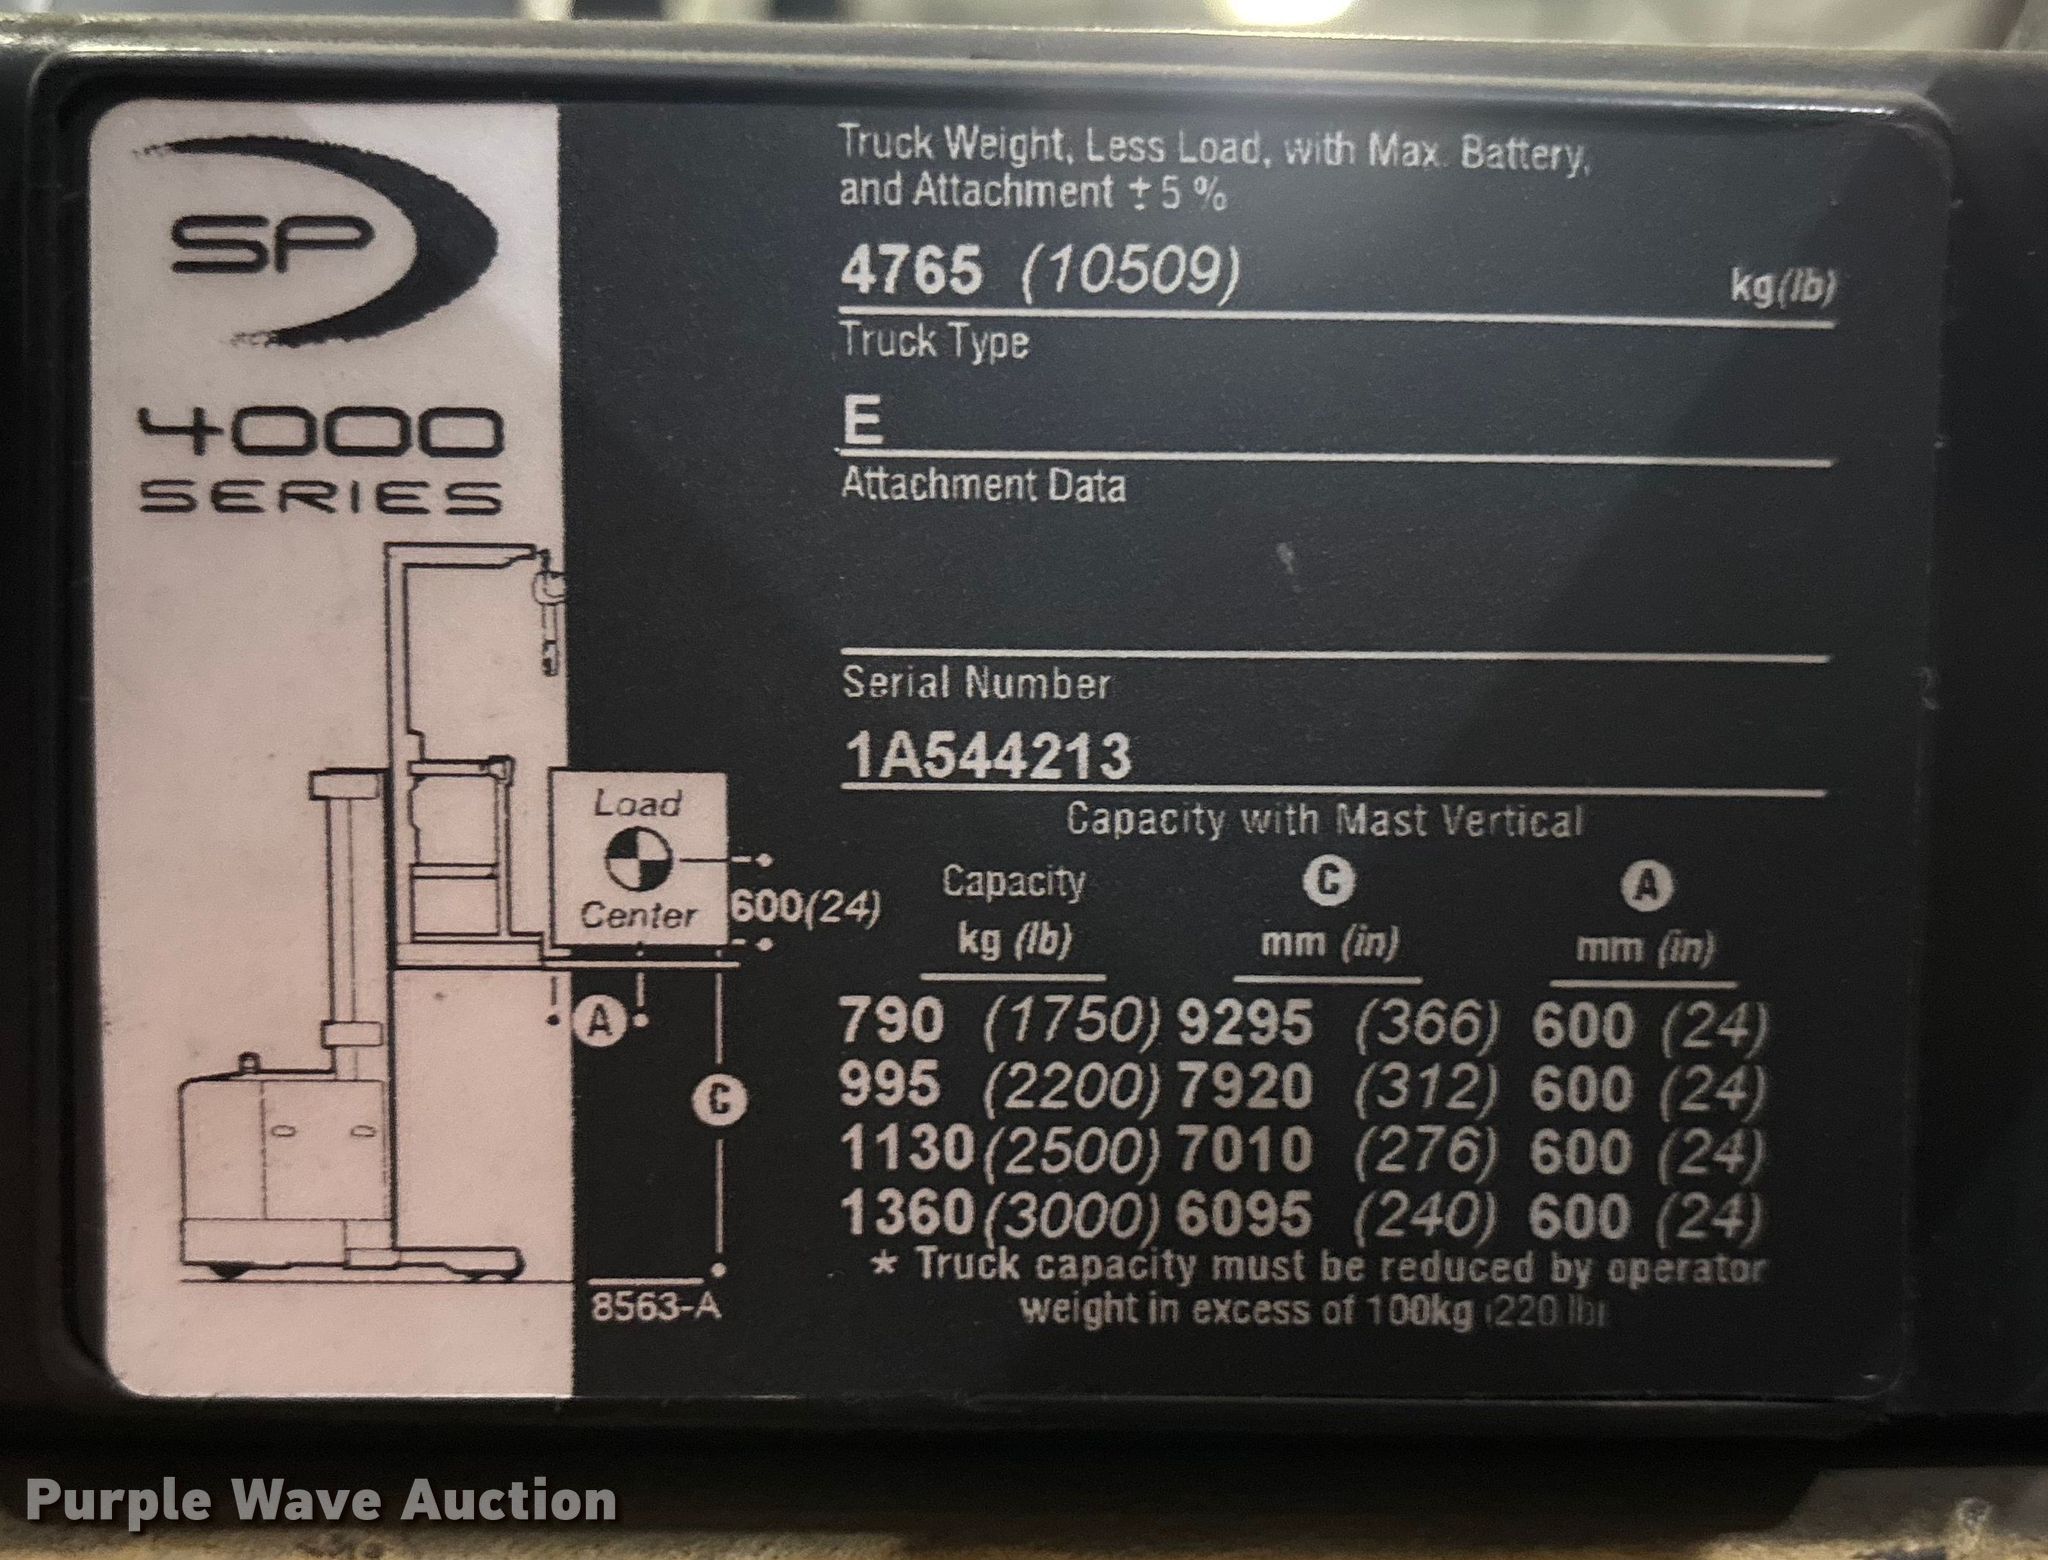 SP
4000
SERIES
Truck Weight, Less Load, with Max. Battery,
and Attachment ± 5 %
4765 (10509) kg(lb)
Truck Type
E
Attachment Data
Serial Number
1A544213
Capacity with Mast Vertical
Capacity C A
kg (lb) mm (in) mm (in)
790 (1750) 9295 (366) 600 (24)
995 (2200) 7920 (312) 600 (24)
1130 (2500) 7010 (276) 600 (24)
1360 (3000) 6095 (240) 600 (24)
* Truck capacity must be reduced by operator
weight in excess of 100kg (220 lb)
Load
Center
600(24)
A
C
8563-A
Purple Wave Auction